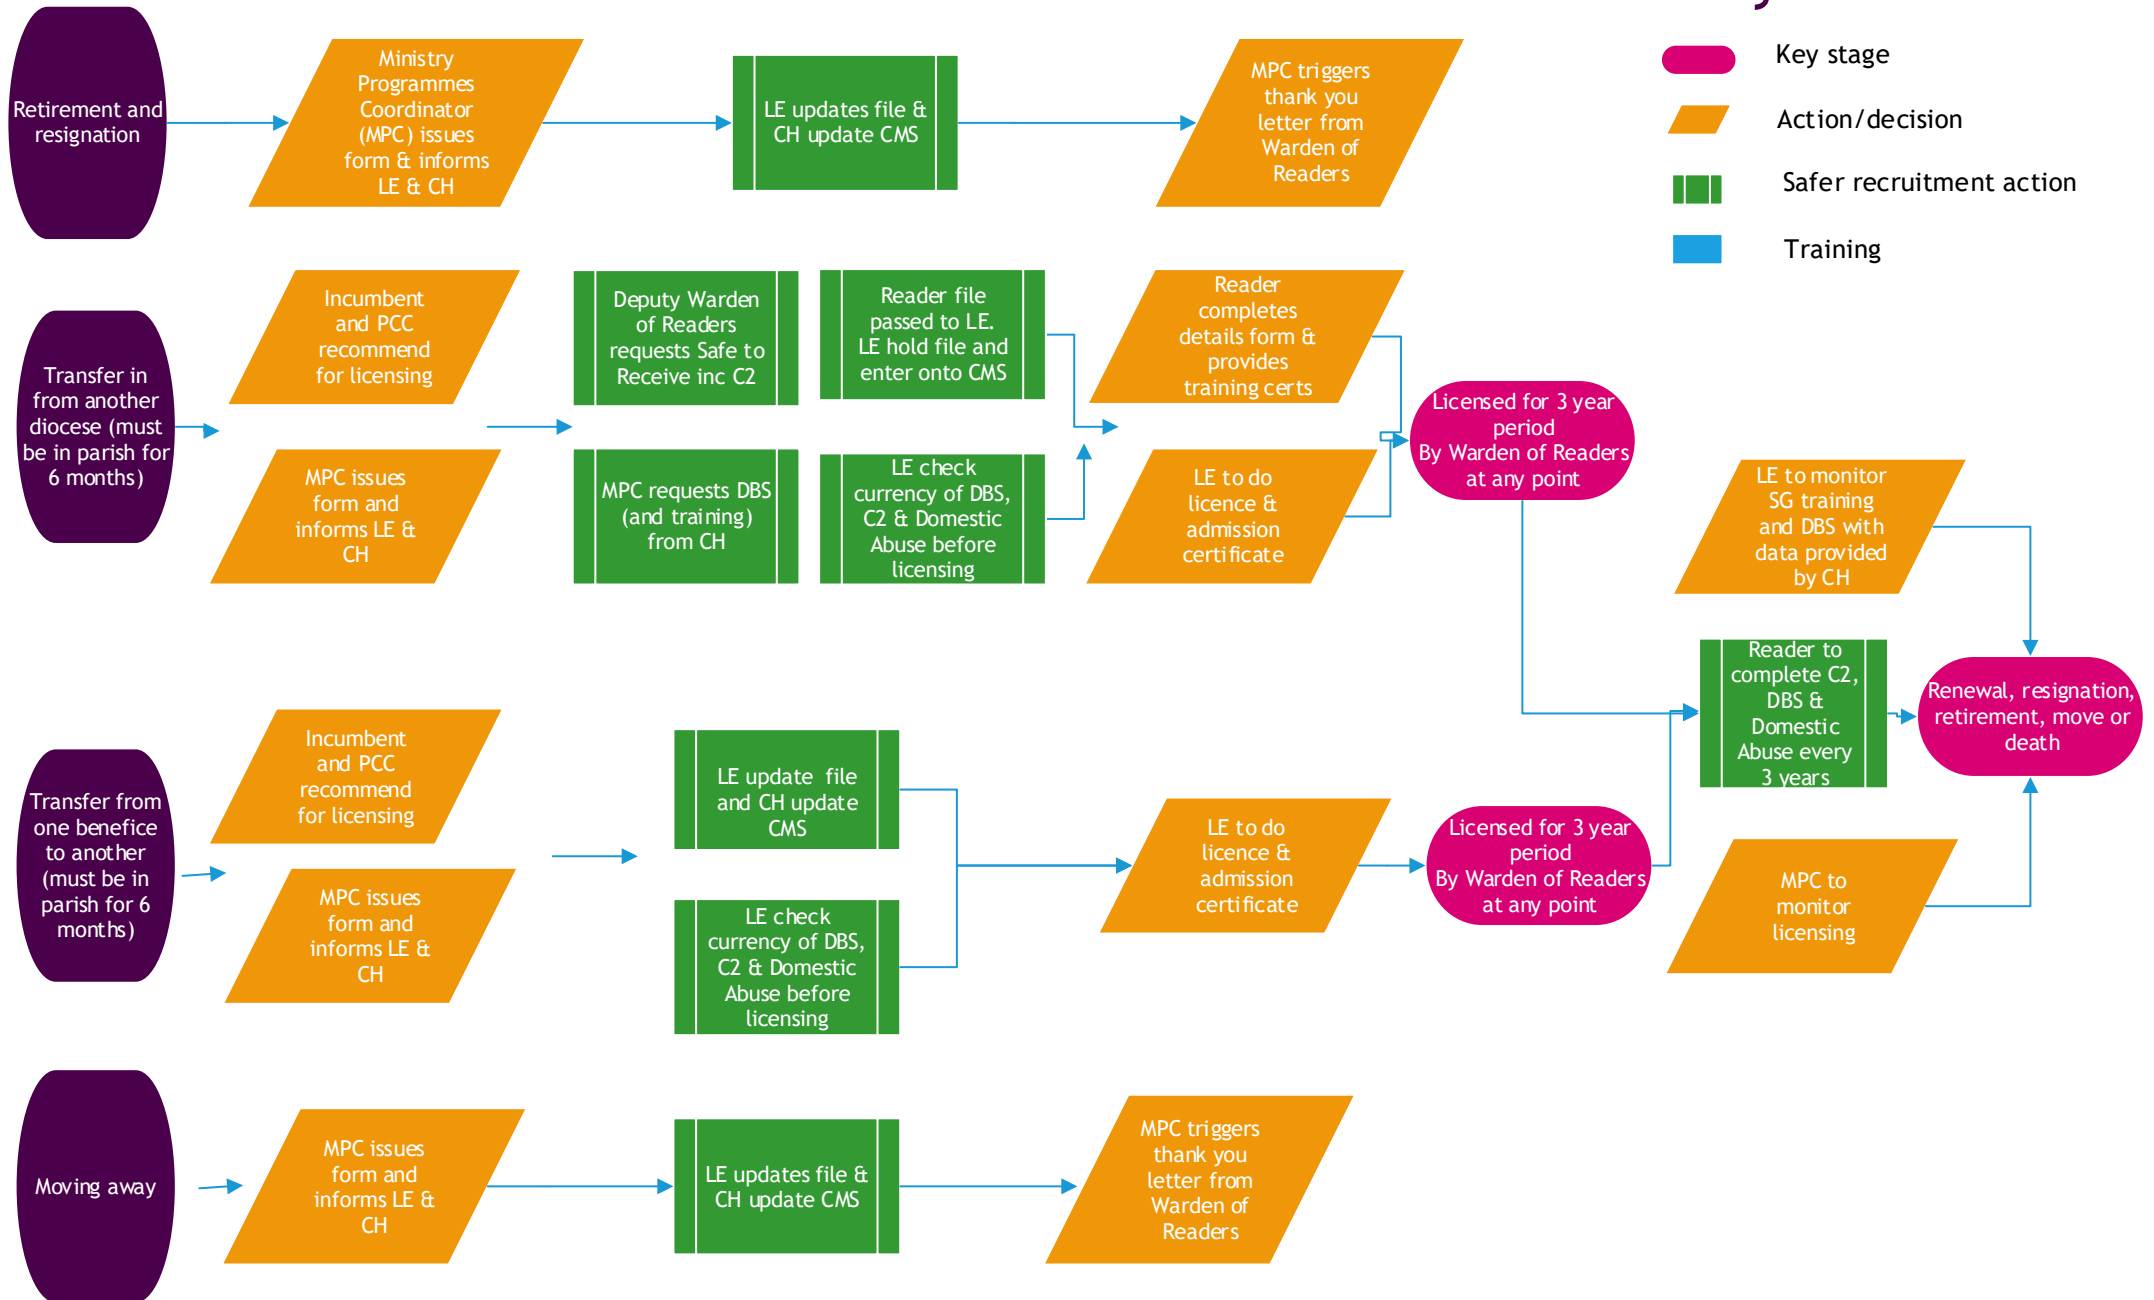 Retirement and
resignation
Ministry
Programmes
Coordinator
(MPC) issues
form & informs
LE & CH
LE updates file &
CH update CMS
MPC triggers
thank you
letter from
Warden of
Readers
Key stage
Action/decision
Safer recruitment action
Training
Transfer in
from another
diocese (must
be in parish for
6 months)
Incumbent
and PCC
recommend
for licensing
MPC issues
form and
informs LE &
CH
Deputy Warden
of Readers
requests Safe to
Receive inc C2
MPC requests DBS
(and training)
from CH
Reader file
passed to LE.
LE hold file and
enter onto CMS
LE check
currency of DBS,
C2 & Domestic
Abuse before
licensing
Reader
completes
details form &
provides
training certs
LE to do
licence &
admission
certificate
Licensed for 3 year
period
By Warden of Readers
at any point
LE to monitor
SG training
and DBS with
data provided
by CH
Reader to
complete C2,
DBS &
Domestic
Abuse every
3 years
Renewal, resignation,
retirement, move or
death
MPC to
monitor
licensing
Transfer from
one benefice
to another
(must be in
parish for 6
months)
Incumbent
and PCC
recommend
for licensing
MPC issues
form and
informs LE &
CH
LE update file
and CH update
CMS
LE check
currency of DBS,
C2 & Domestic
Abuse before
licensing
LE to do
licence &
admission
certificate
Licensed for 3 year
period
By Warden of Readers
at any point
Moving away
MPC issues
form and
informs LE &
CH
LE updates file &
CH update CMS
MPC triggers
thank you
letter from
Warden of
Readers